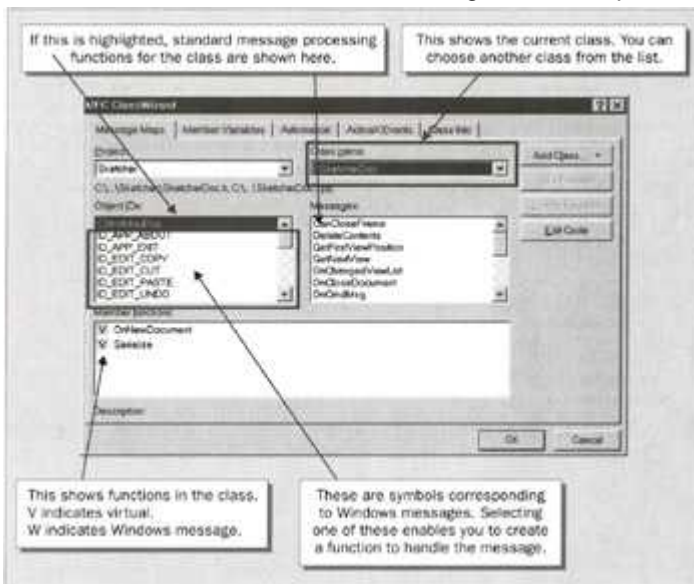 If this is highlighted, standard message processing
functions for the class are shown here.
This shows the current class. You can
choose another class from the list.
MFC ClassWizard
Message Maps
Member Variables
Automation
ActiveX Events
Class Info
Project:
Class name:
Add Class...
Sketcher
Object IDs:
Messages:
Edit Code
ID_APP_ABOUT
ID_APP_EXIT
ID_EDIT_COPY
ID_EDIT_CUT
ID_EDIT_PASTE
ID_EDIT_UNDO
CanCloseFrame
DeleteContents
GetFirstViewPosition
GetNextView
OnChangedViewList
OnCloseDocument
OnCmdMsg
Member functions:
V OnNewDocument
V Serialize
Description:
OK
Cancel
This shows functions in the class.
V indicates virtual.
W indicates Windows message.
These are symbols corresponding
to Windows messages. Selecting
one of these enables you to create
a function to handle the message.